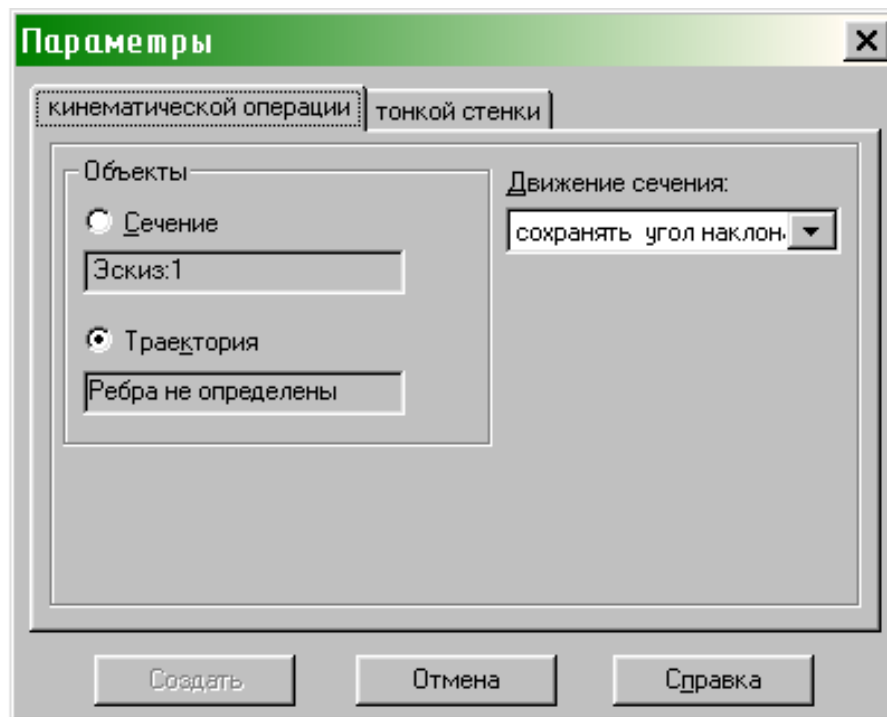 Параметры
кинематической операции
тонкой стенки
Объекты
Сечение
Эскиз:1
Траектория
Ребра не определены
Движение сечения:
сохранять угол
Создать
Отмена
Справка